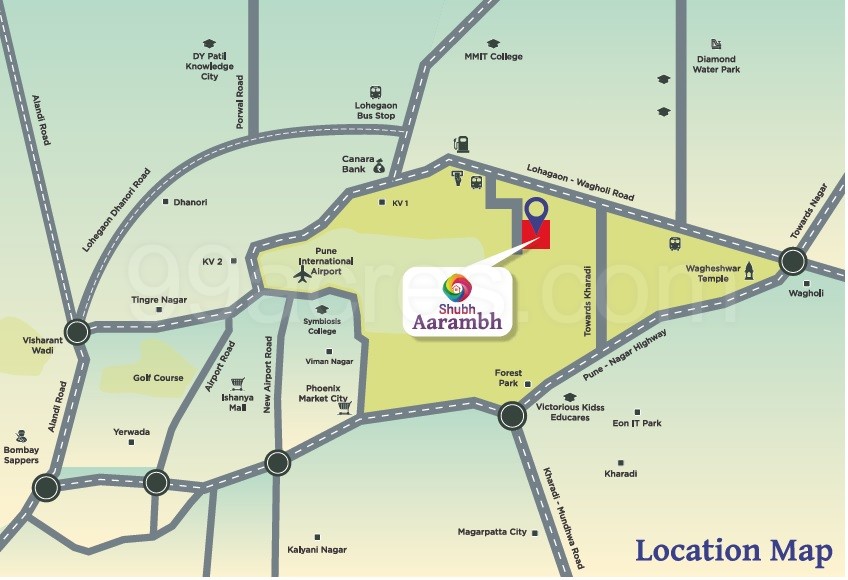 DY Patil
Knowledge
City
MMIT College
Diamond
Water Park
Alandi Road
Porwal Road
Lohegaon
Bus Stop
Canara
Bank
Lohagaon - Wagholi Road
Lohegaon Dhanori Road
Dhanori
KV 1
Towards Nagar
KV 2
Pune
International
Airport
Wagheshwar
Temple
Wagholi
99acres.com
Tingre Nagar
Shubh
Aarambh
Towards Kharadi
Symbiosis
College
Visharant
Wadi
Viman Nagar
Pune - Nagar Highway
Airport Road
New Airport Road
Golf Course
Forest
Park
Phoenix
Market City
Ishanya
Mall
Alandi Road
Victorious Kidss
Educares
Eon IT Park
Yerwada
Bombay
Sappers
Kharadi
Kharadi - Mundhwa Road
Magarpatta City
Kalyani Nagar
Location Map